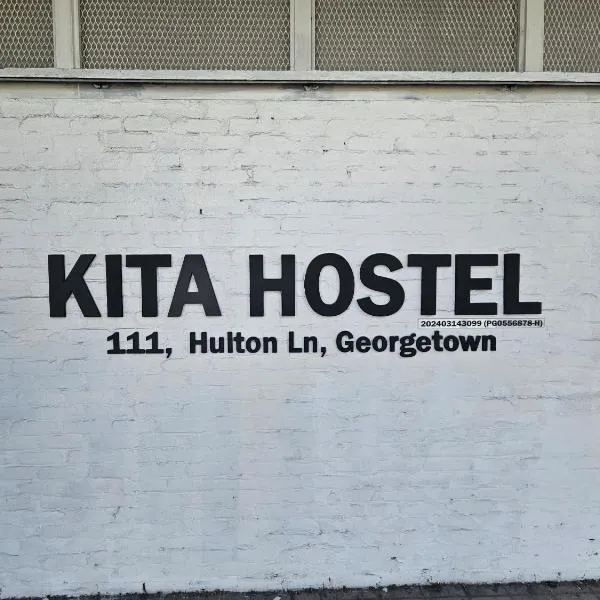 KITA HOSTEL
202403143099 (PG0556878-H)
111, Hulton Ln, Georgetown